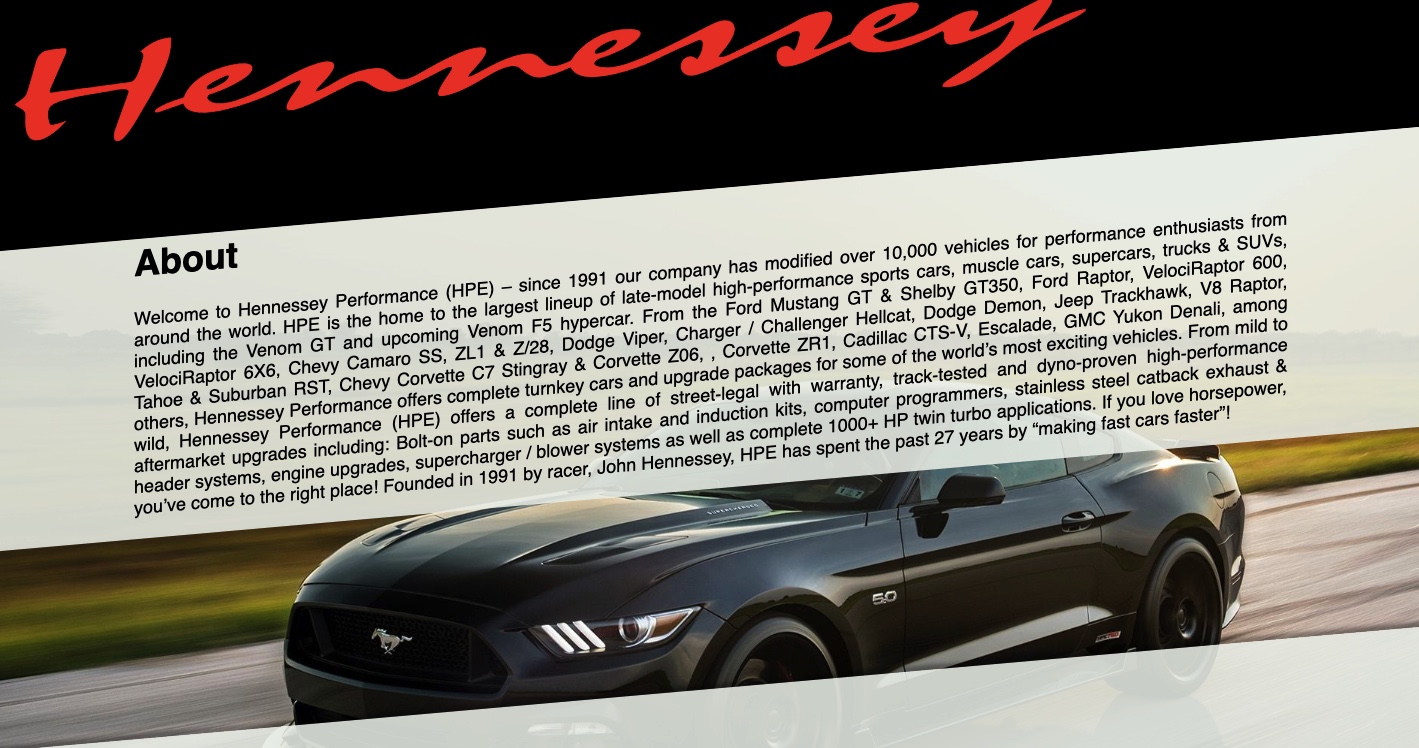 Hennessey
About
Welcome to Hennessey Performance (HPE) – since 1991 our company has modified over 10,000 vehicles for performance enthusiasts from
around the world. HPE is the home to the largest lineup of late-model high-performance sports cars, muscle cars, supercars, trucks & SUVs,
including the Venom GT and upcoming Venom F5 hypercar. From the Ford Mustang GT & Shelby GT350, Ford Raptor, VelociRaptor 600,
VelociRaptor 6X6, Chevy Camaro SS, ZL1 & Z/28, Dodge Viper, Charger / Challenger Hellcat, Dodge Demon, Jeep Trackhawk, V8 Raptor,
Tahoe & Suburban RST, Chevy Corvette C7 Stingray & Corvette Z06, , Corvette ZR1, Cadillac CTS-V, Escalade, GMC Yukon Denali, among
others, Hennessey Performance offers complete turnkey cars and upgrade packages for some of the world’s most exciting vehicles. From mild to
wild, Hennessey Performance (HPE) offers a complete line of street-legal with warranty, track-tested and dyno-proven high-performance
aftermarket upgrades including: Bolt-on parts such as air intake and induction kits, computer programmers, stainless steel catback exhaust &
header systems, engine upgrades, supercharger / blower systems as well as complete 1000+ HP twin turbo applications. If you love horsepower,
you’ve come to the right place! Founded in 1991 by racer, John Hennessey, HPE has spent the past 27 years by “making fast cars faster”!
SUPERCHARGED
5.0